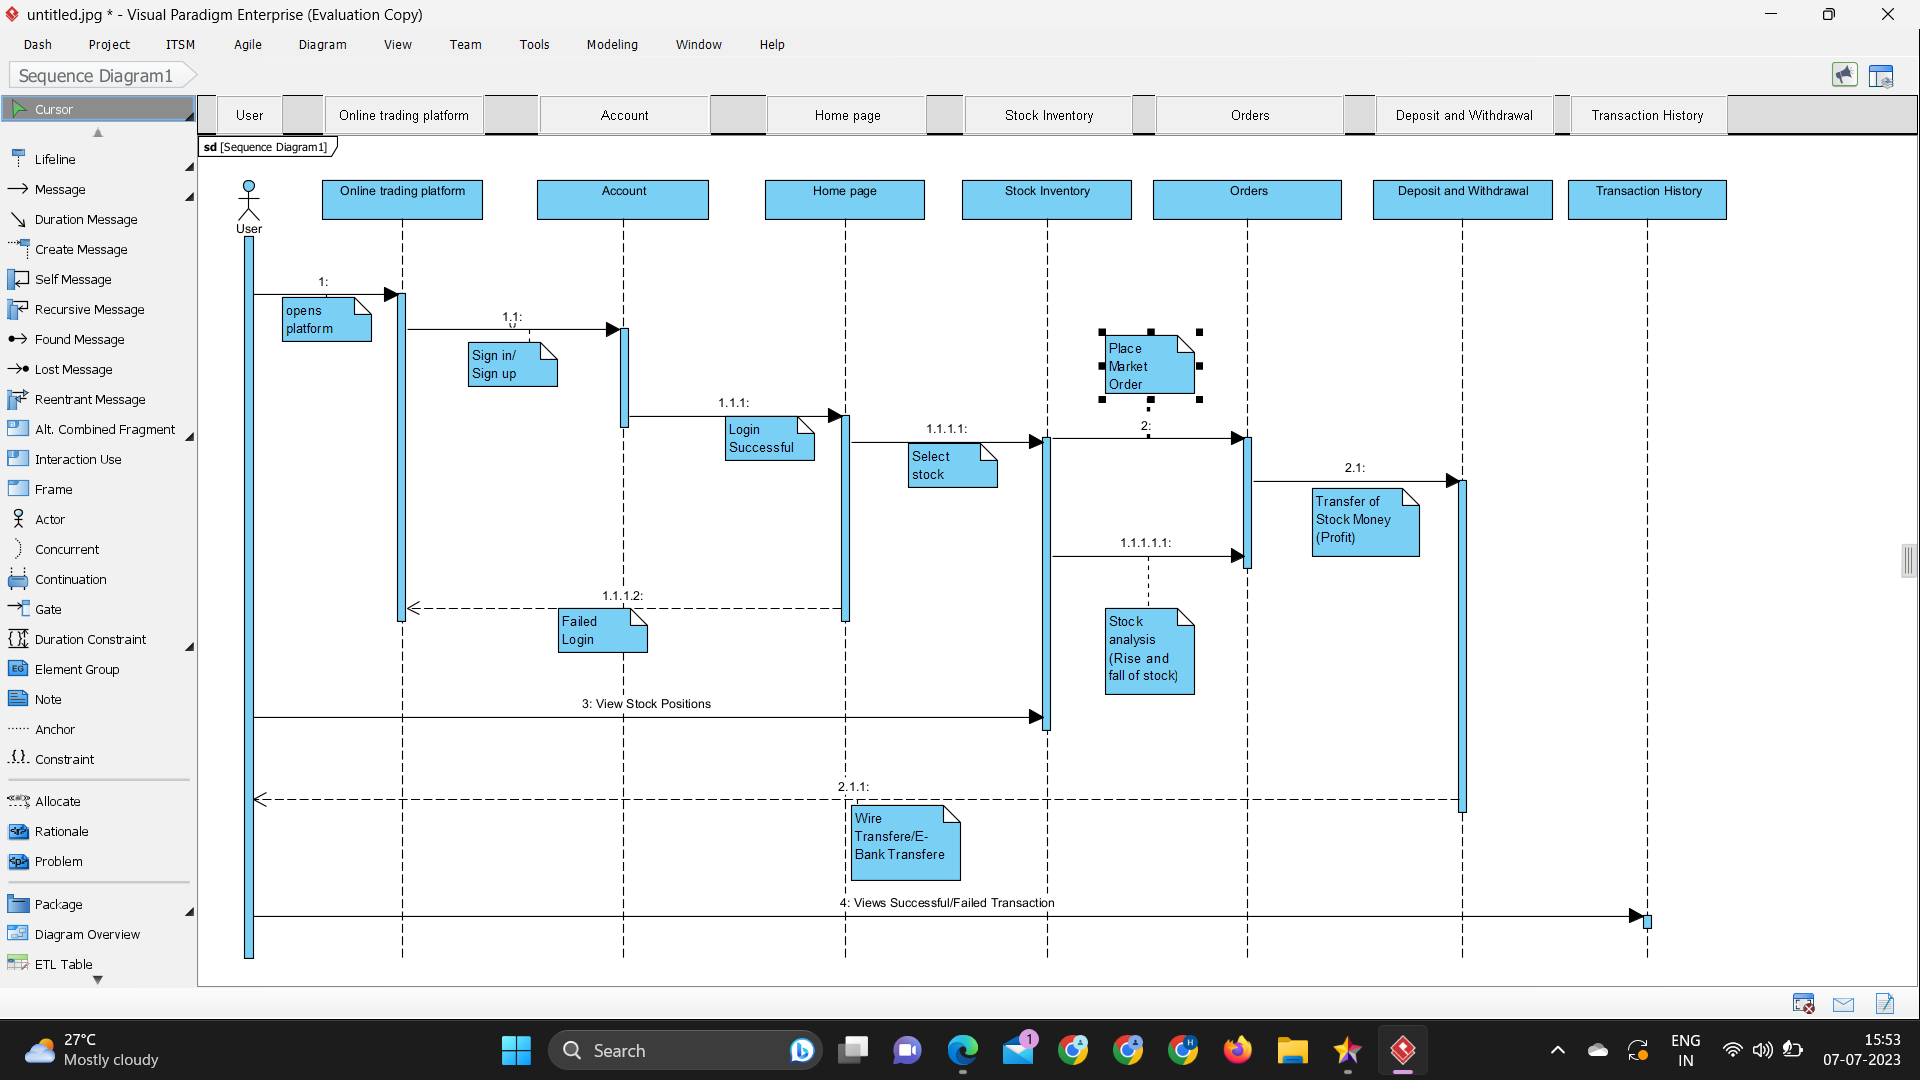 untitled.jpg * - Visual Paradigm Enterprise (Evaluation Copy)
Dash Project ITSM Agile Diagram View Team Tools Modeling Window Help
Sequence Diagram1
Cursor
Lifeline
Message
Duration Message
Create Message
Self Message
Recursive Message
Found Message
Lost Message
Reentrant Message
Alt. Combined Fragment
Interaction Use
Frame
Actor
Concurrent
Continuation
Gate
Duration Constraint
Element Group
Note
Anchor
Constraint
Allocate
Rationale
Problem
Package
Diagram Overview
ETL Table
User Online trading platform Account Home page Stock Inventory Orders Deposit and Withdrawal Transaction History
sd [Sequence Diagram1]
Online trading platform Account Home page Stock Inventory Orders Deposit and Withdrawal Transaction History
User
1:
opens
platform
1.1:
Sign in/
Sign up
Place
Market
Order
1.1.1:
Login
Successful
1.1.1.1:
Select
stock
2:
2.1:
Transfer of
Stock Money
(Profit)
1.1.1.1.1:
Stock
analysis
(Rise and
fall of stock)
1.1.1.2:
Failed
Login
3: View Stock Positions
2.1.1:
Wire
Transfere/E-
Bank Transfere
4: Views Successful/Failed Transaction
27°C
Mostly cloudy
Search
1
H
ENG
IN
15:53
07-07-2023